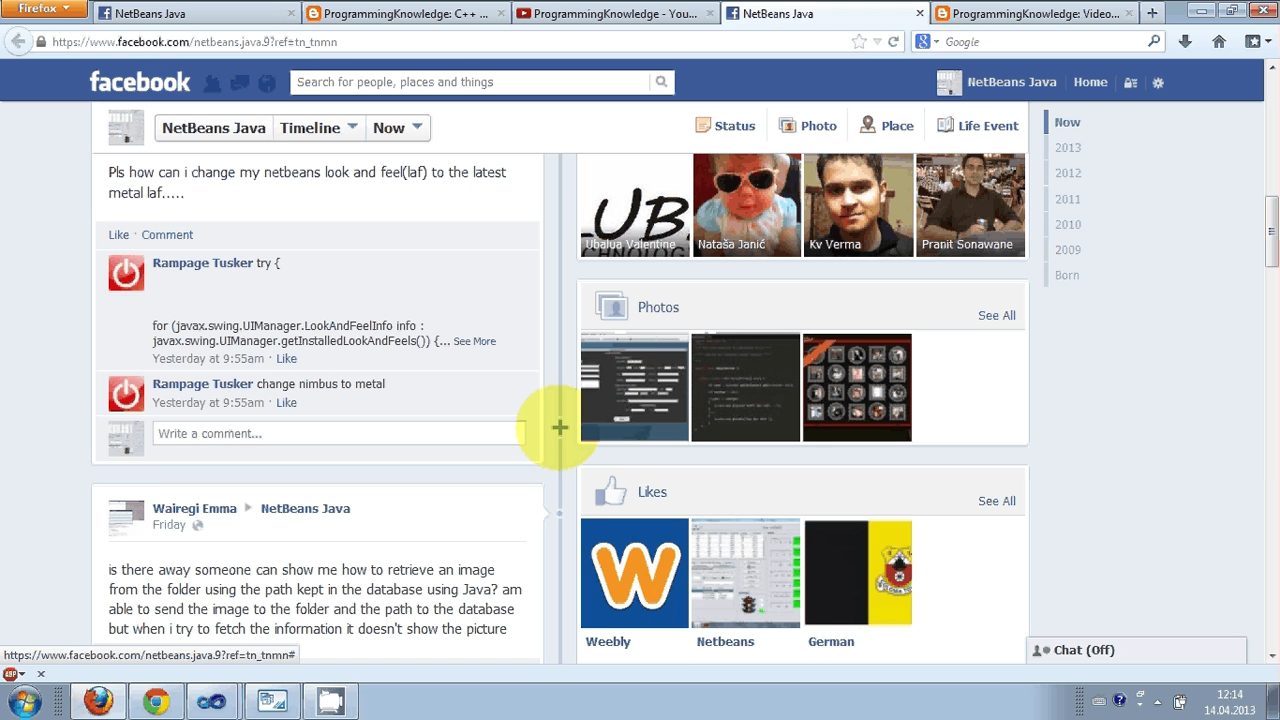 Firefox
NetBeans Java
ProgrammingKnowledge: C++ ...
ProgrammingKnowledge - You...
NetBeans Java
ProgrammingKnowledge: Video...
https://www.facebook.com/netbeans.java.9?ref=tn_tnmn
Google
facebook
Search for people, places and things
NetBeans Java
Home
NetBeans Java
Timeline
Now
Status
Photo
Place
Life Event
Now
2013
2012
2011
2010
2009
Born
Pls how can i change my netbeans look and feel(laf) to the latest
metal laf.....
Like · Comment
Rampage Tusker try {
for (javax.swing.UIManager.LookAndFeelInfo info :
javax.swing.UIManager.getInstalledLookAndFeels()) {... See More
Yesterday at 9:55am · Like
Rampage Tusker change nimbus to metal
Yesterday at 9:55am · Like
Write a comment...
Wairegi Emma
NetBeans Java
Friday
is there away someone can show me how to retrieve an image
from the folder using the path kept in the database using Java? am
able to send the image to the folder and the path to the database
but when i try to fetch the information it doesn't show the picture
UB
Ubalua Valentine
Nataša Janić
Kv Verma
Pranit Sonawane
Photos
See All
Likes
See All
W
Weebly
Netbeans
German
Chat (Off)
https://www.facebook.com/netbeans.java.9?ref=tn_tnmn#
ABP
12:14
14.04.2013